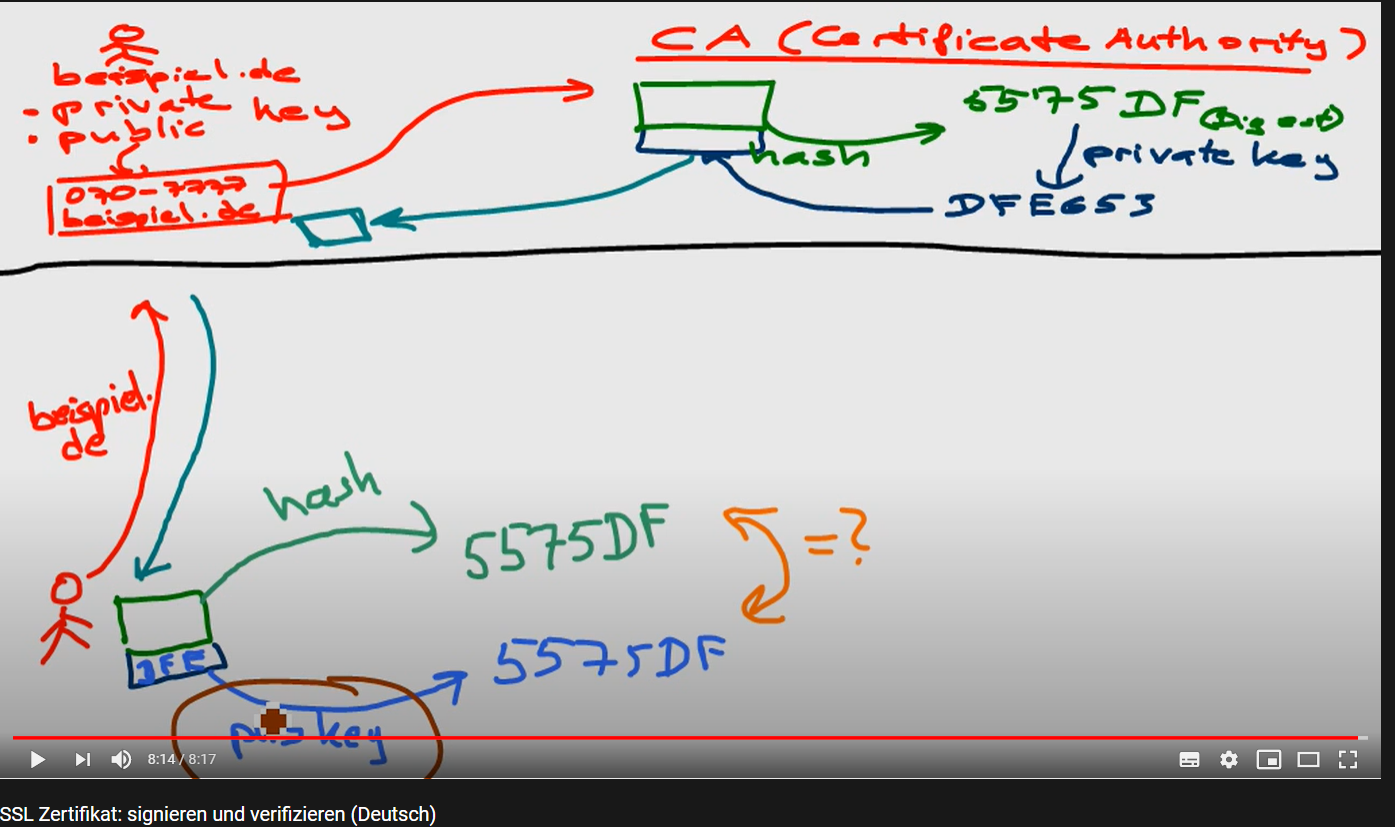 CA (Certificate Authority)
beispiel.de
- private key
• public
070-7777
beispiel.de
5575DF (Digest)
hash
private key
DFE653
beispiel.
de
hash
5575DF
=?
DFE
5575DF
pub key
8:14 / 8:17
SSL Zertifikat: signieren und verifizieren (Deutsch)